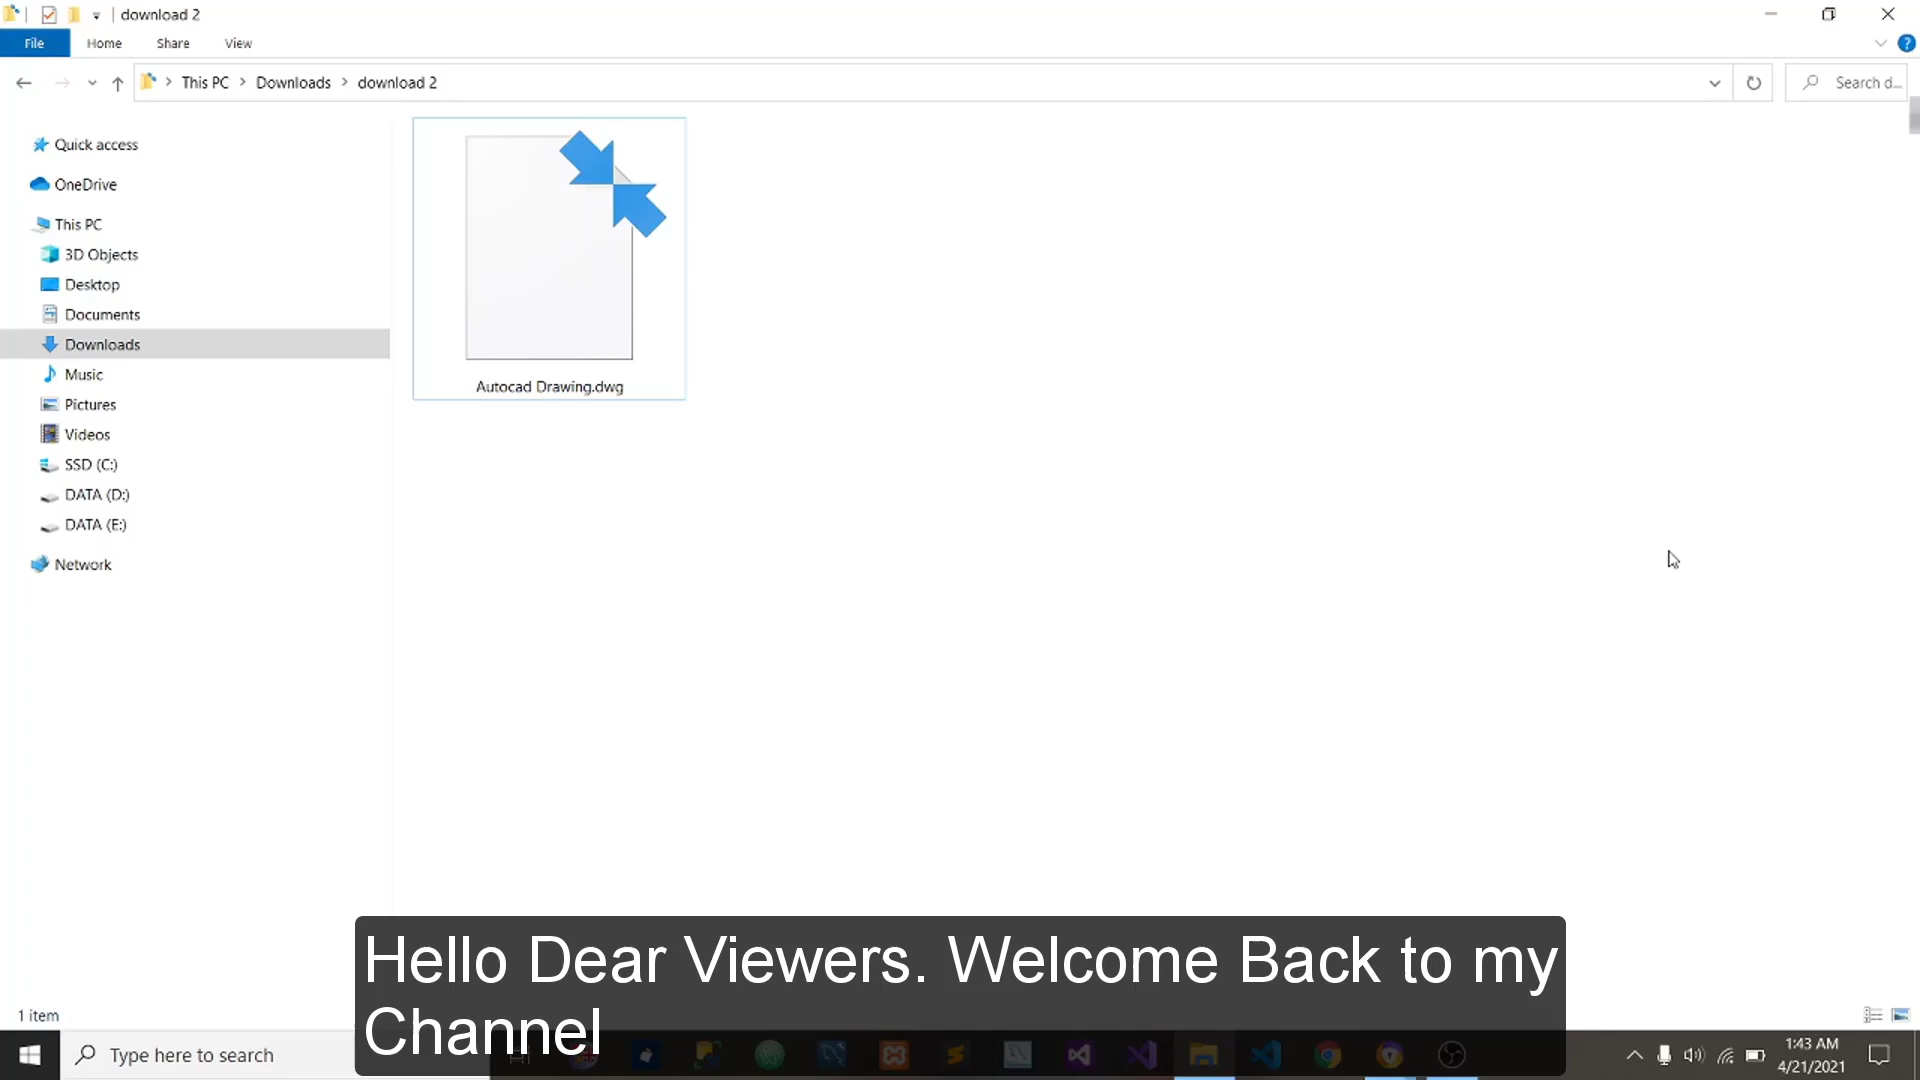 download 2
File Home Share View
This PC Downloads download 2
Search d...
Quick access
OneDrive
This PC
3D Objects
Desktop
Documents
Downloads
Music
Pictures
Videos
SSD (C:)
DATA (D:)
DATA (E:)
Network
Autocad Drawing.dwg
Hello Dear Viewers. Welcome Back to my
Channel
1 item
Type here to search
1:43 AM
4/21/2021